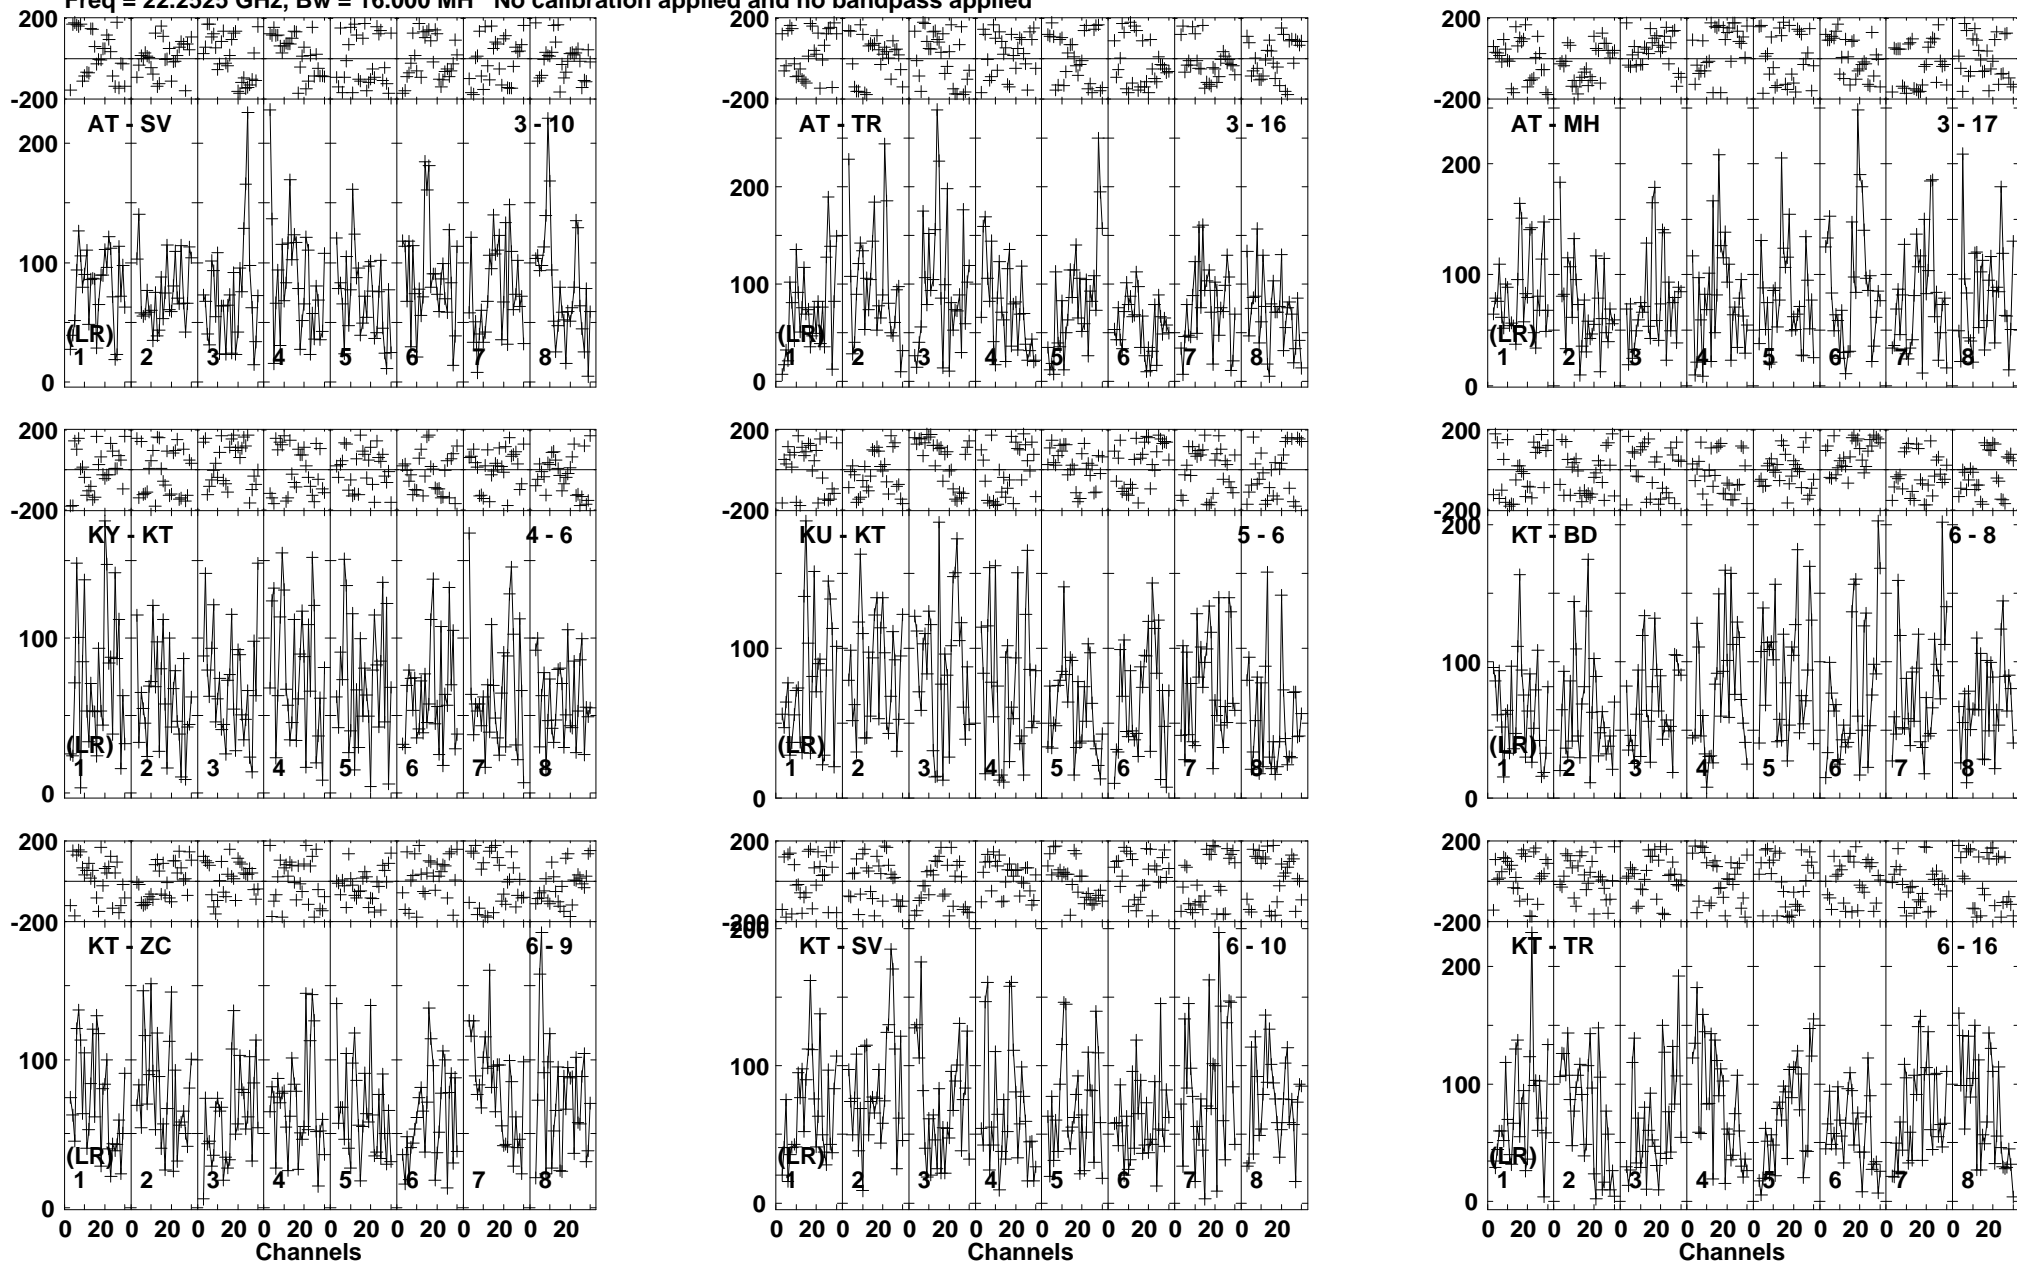 Freq = 22.2525 GHz, Bw = 16.000 MH No calibration applied and no bandpass applied
200 200 200
-200 -200 -200
AT - SV 3 - 10 AT - TR 3 - 16 AT - MH 3 - 17
200 200 200
100 100 100
(LR) (LR) (LR)
1 2 3 4 5 6 7 8 1 2 3 4 5 6 7 8 1 2 3 4 5 6 7 8
0 0 0
200 200 200
-200 -200 -200
KY - KT 4 - 6 KU - KT 5 - 6 KT - BD 6 - 8
200
100 100 100
(LR) (LR) (LR)
1 2 3 4 5 6 7 8 1 2 3 4 5 6 7 8 1 2 3 4 5 6 7 8
0 0 0
200 200 200
-200 -200 -200
KT - ZC 6 - 9 KT - SV 6 - 10 KT - TR 6 - 16
200 200
100 100 100
(LR) (LR) (LR)
1 2 3 4 5 6 7 8 1 2 3 4 5 6 7 8 1 2 3 4 5 6 7 8
0 0 0
0 20 0 20 0 20 0 20 0 20 0 20 0 20 0 20 0 20 0 20 0 20 0 20 0 20 0 20 0 20 0 20 0 20 0 20 0 20 0 20 0 20 0 20 0 20 0 20
Channels Channels Channels